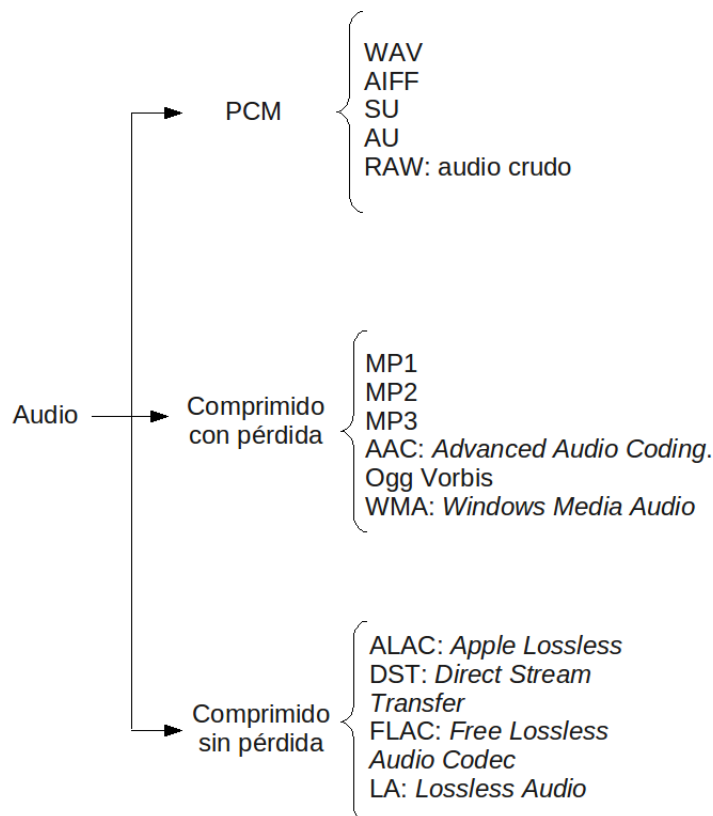 Audio
PCM
WAV
AIFF
SU
AU
RAW: audio crudo
Comprimido
con pérdida
MP1
MP2
MP3
AAC: Advanced Audio Coding.
Ogg Vorbis
WMA: Windows Media Audio
Comprimido
sin pérdida
ALAC: Apple Lossless
DST: Direct Stream
Transfer
FLAC: Free Lossless
Audio Codec
LA: Lossless Audio